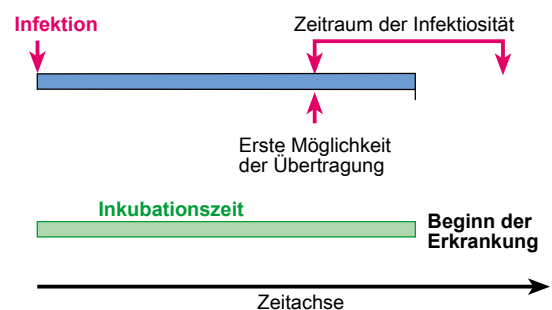 Infektion
Zeitraum der Infektiosität
Erste Möglichkeit
der Übertragung
Inkubationszeit
Beginn der
Erkrankung
Zeitachse